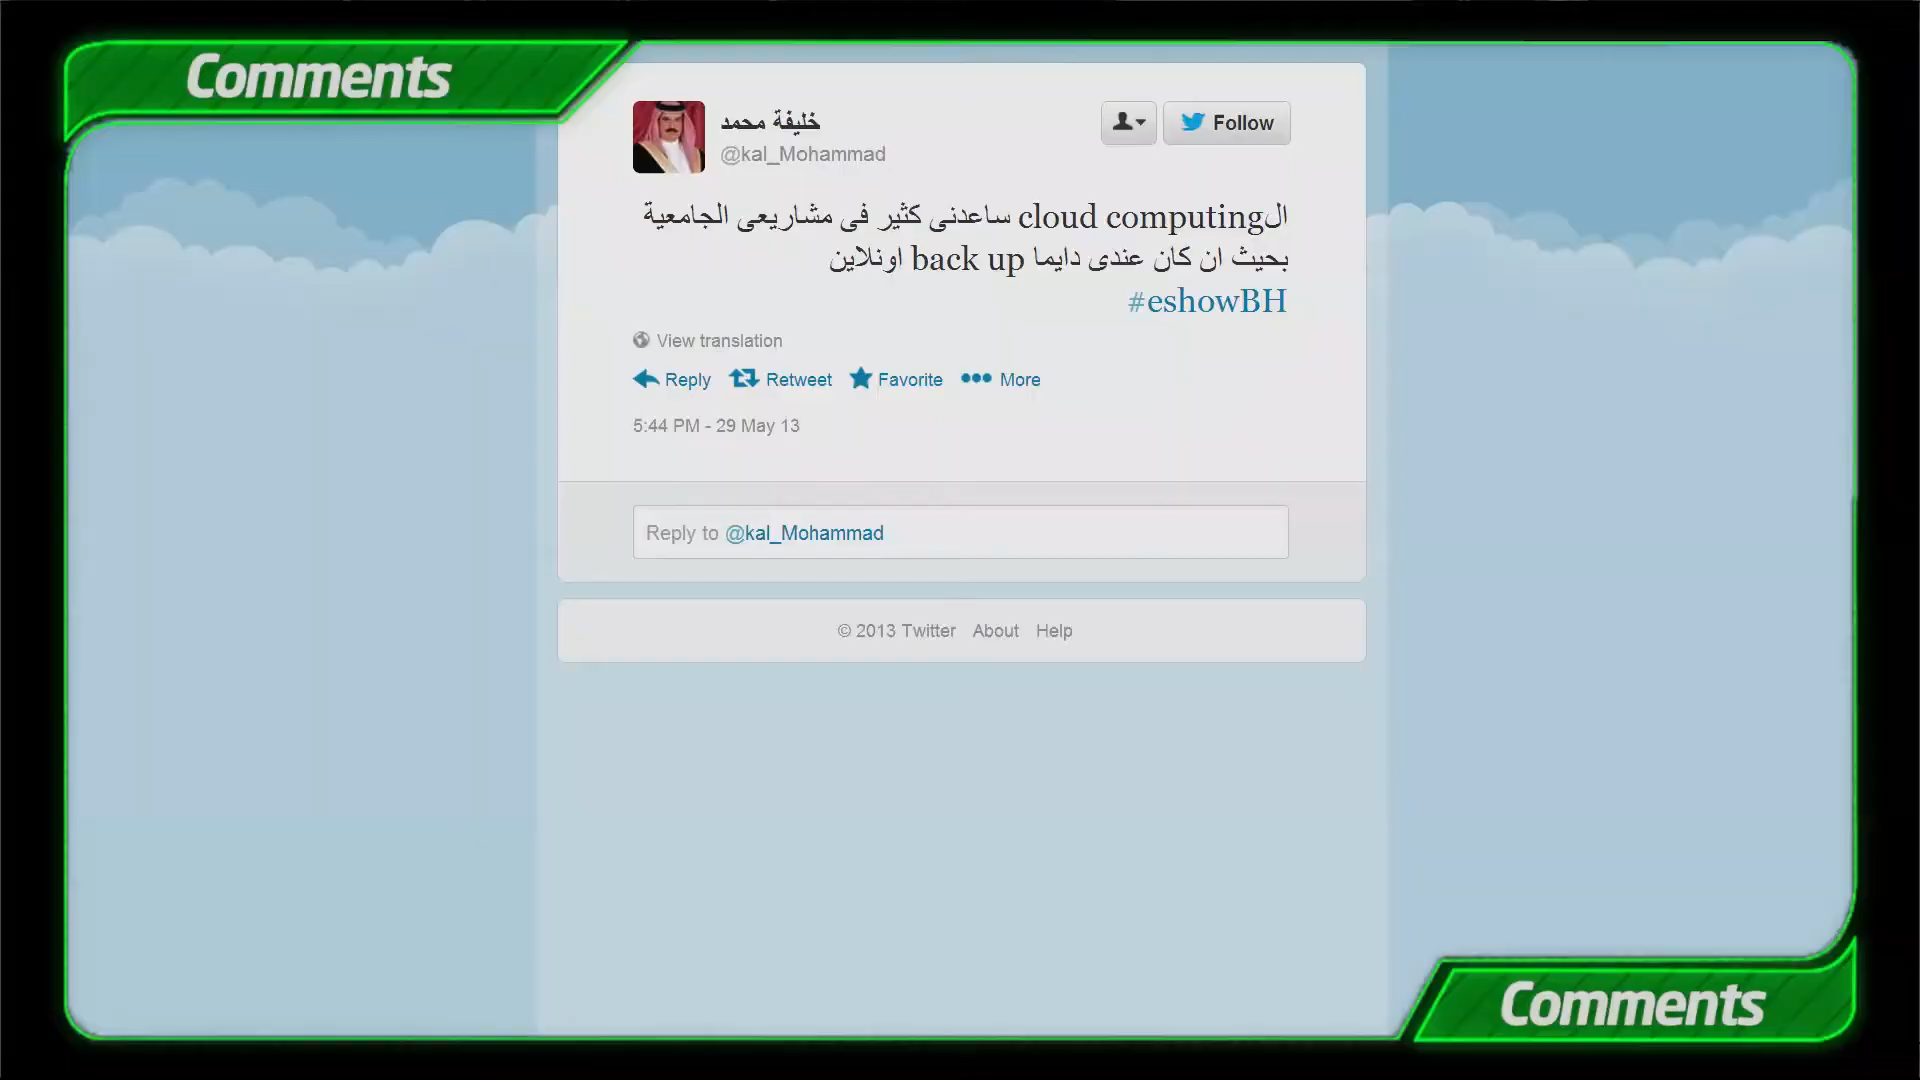 Comments
خليفة محمد
@kal_Mohammad
Follow
الcloud computing ساعدنى كثير فى مشاريعى الجامعية
بحيث ان كان عندى دايما back up اونلاين
#eshowBH
View translation
Reply Retweet Favorite More
5:44 PM - 29 May 13
Reply to @kal_Mohammad
© 2013 Twitter About Help
Comments